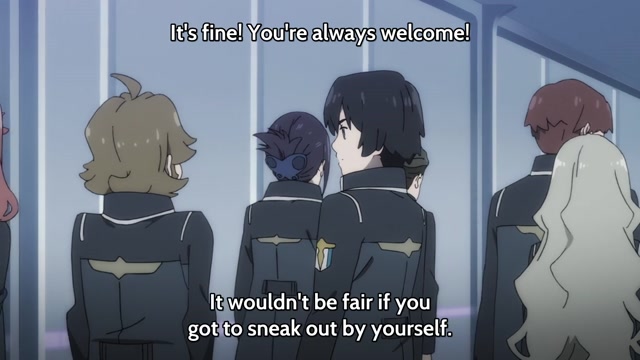 It's fine! You're always welcome!
It wouldn't be fair if you
got to sneak out by yourself.